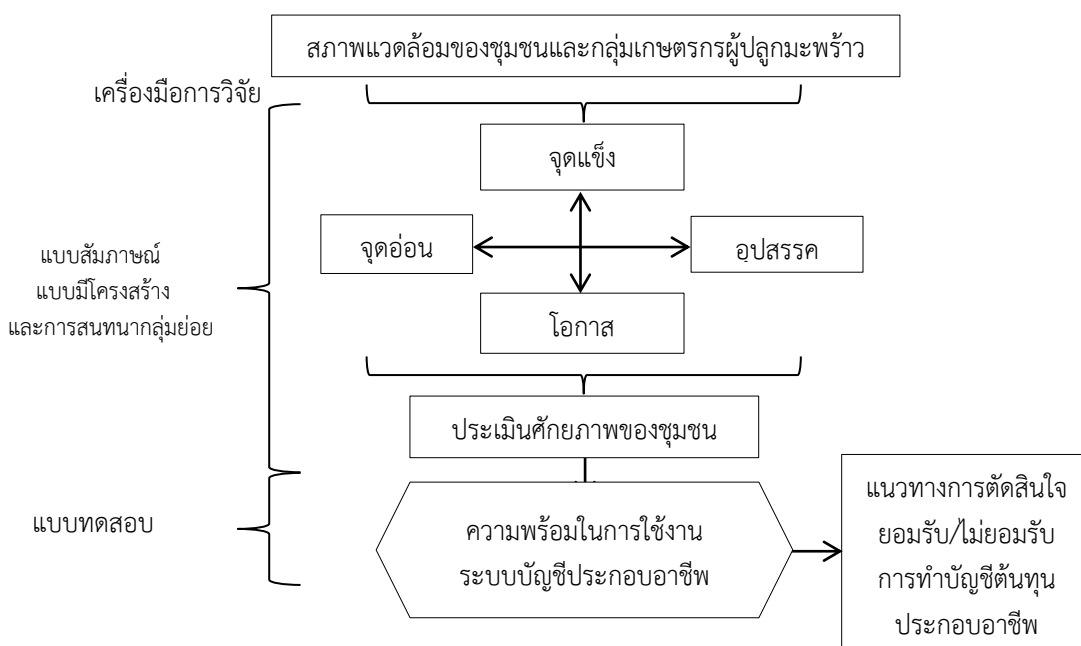 สภาพแวดล้อมของชุมชนและกลุ่มเกษตรกรผู้ปลูกมะพร้าว
เครื่องมือการวิจัย
จุดแข็ง
จุดอ่อน
อุปสรรค
โอกาส
แบบสัมภาษณ์
แบบมีโครงสร้าง
และการสนทนากลุ่มย่อย
ประเมินศักยภาพของชุมชน
แบบทดสอบ
ความพร้อมในการใช้งาน
ระบบบัญชีประกอบอาชีพ
แนวทางการตัดสินใจ
ยอมรับ/ไม่ยอมรับ
การทำบัญชีต้นทุน
ประกอบอาชีพ